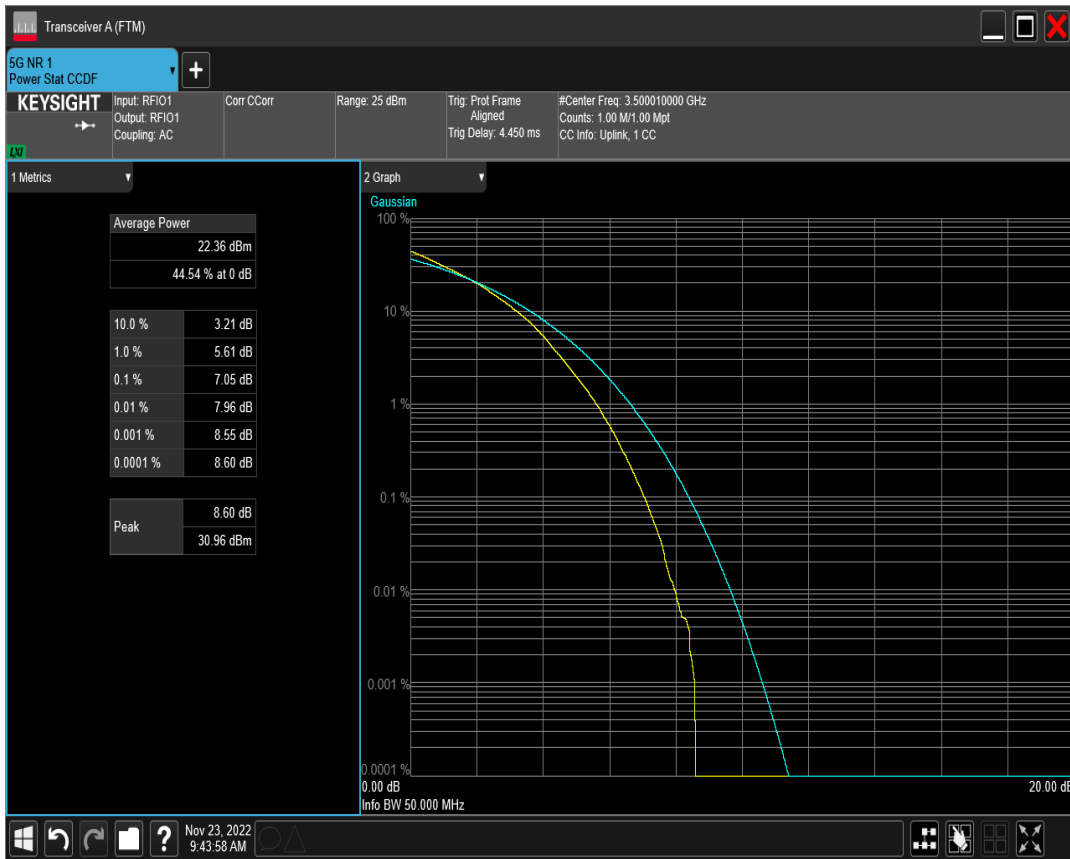 Transceiver A (FTM)
5G NR 1
Power Stat CCDF
+
KEYSIGHT
LXI
Input: RFIO1
Output: RFIO1
Coupling: AC
Corr CCorr
Range: 25 dBm
Trig: Prot Frame
Aligned
Trig Delay: 4.450 ms
#Center Freq: 3.500010000 GHz
Counts: 1.00 M/1.00 Mpt
CC Info: Uplink, 1 CC
1 Metrics
Average Power
22.36 dBm
44.54 % at 0 dB
10.0 % 3.21 dB
1.0 % 5.61 dB
0.1 % 7.05 dB
0.01 % 7.96 dB
0.001 % 8.55 dB
0.0001 % 8.60 dB
Peak
8.60 dB
30.96 dBm
2 Graph
Gaussian
100 %
10 %
1 %
0.1 %
0.01 %
0.001 %
0.0001 %
0.00 dB 20.00 dB
Info BW 50.000 MHz
?
Nov 23, 2022
9:43:58 AM